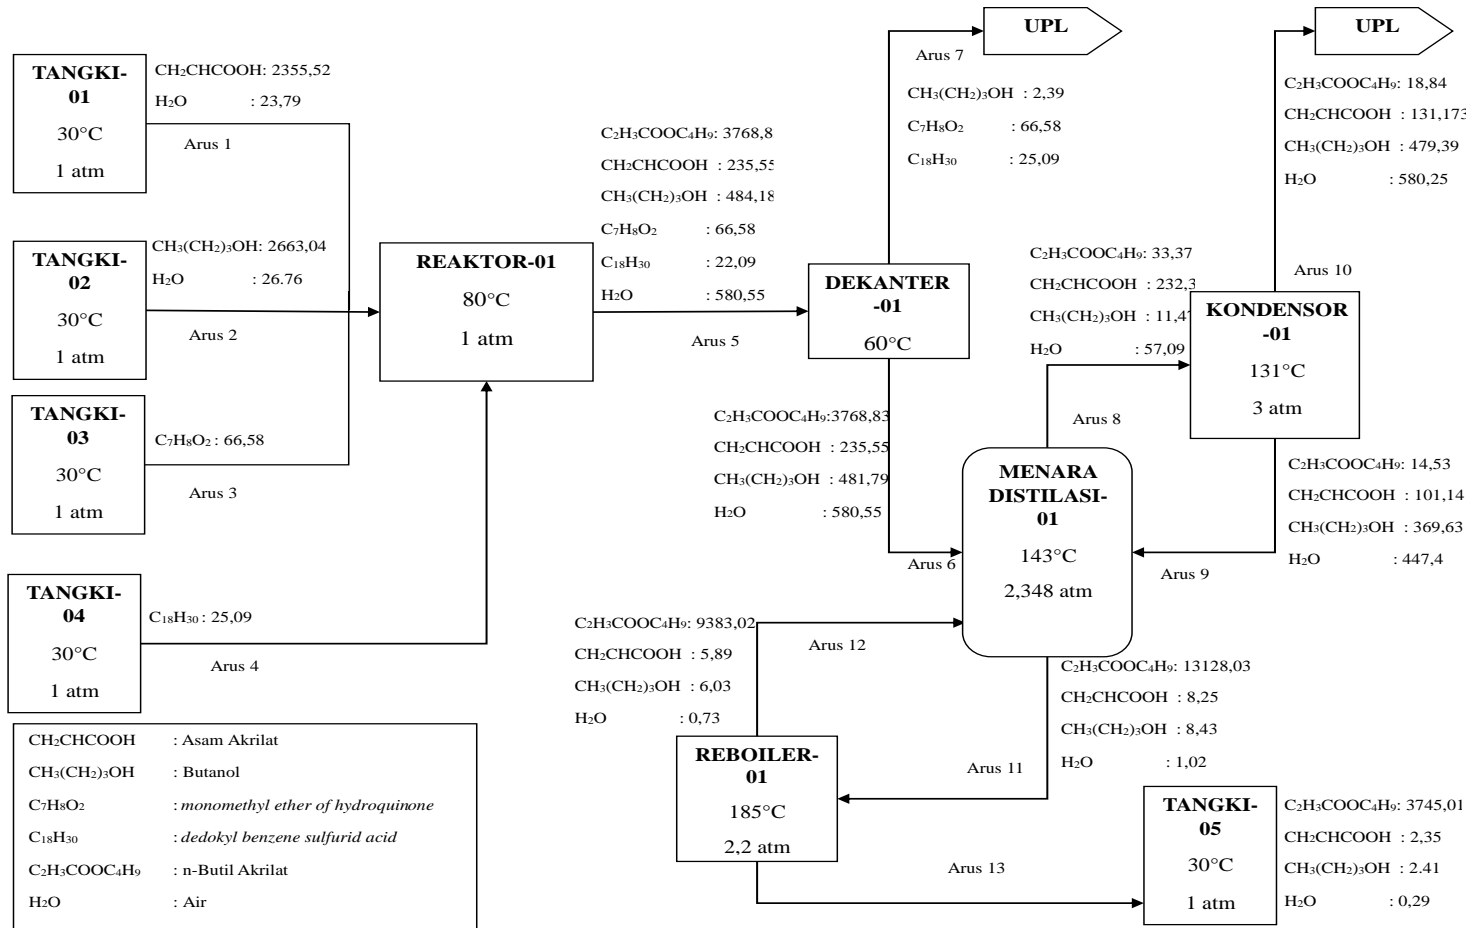 TANGKI-
01
30°C
1 atm
CH₂CHCOOH: 2355,52
H₂O : 23,79
Arus 1
TANGKI-
02
30°C
1 atm
CH₃(CH₂)₃OH: 2663,04
H₂O : 26.76
Arus 2
TANGKI-
03
30°C
1 atm
C₇H₈O₂ : 66,58
Arus 3
TANGKI-
04
30°C
1 atm
C₁₈H₃₀ : 25,09
Arus 4
REAKTOR-01
80°C
1 atm
C₂H₃COOC₄H₉: 3768,8
CH₂CHCOOH : 235,55
CH₃(CH₂)₃OH : 484,18
C₇H₈O₂ : 66,58
C₁₈H₃₀ : 22,09
H₂O : 580,55
Arus 5
DEKANTER
-01
60°C
UPL
Arus 7
CH₃(CH₂)₃OH : 2,39
C₇H₈O₂ : 66,58
C₁₈H₃₀ : 25,09
C₂H₃COOC₄H₉:3768,83
CH₂CHCOOH : 235,55
CH₃(CH₂)₃OH : 481,79
H₂O : 580,55
Arus 6
MENARA
DISTILASI-
01
143°C
2,348 atm
C₂H₃COOC₄H₉: 33,37
CH₂CHCOOH : 232,3
CH₃(CH₂)₃OH : 11,47
H₂O : 57,09
Arus 8
KONDENSOR
-01
131°C
3 atm
UPL
C₂H₃COOC₄H₉: 18,84
CH₂CHCOOH : 131,173
CH₃(CH₂)₃OH : 479,39
H₂O : 580,25
Arus 10
C₂H₃COOC₄H₉: 14,53
CH₂CHCOOH : 101,14
CH₃(CH₂)₃OH : 369,63
H₂O : 447,4
Arus 9
C₂H₃COOC₄H₉: 9383,02
CH₂CHCOOH : 5,89
CH₃(CH₂)₃OH : 6,03
H₂O : 0,73
Arus 12
C₂H₃COOC₄H₉: 13128,03
CH₂CHCOOH : 8,25
CH₃(CH₂)₃OH : 8,43
H₂O : 1,02
Arus 11
REBOILER-
01
185°C
2,2 atm
Arus 13
TANGKI-
05
30°C
1 atm
C₂H₃COOC₄H₉: 3745,01
CH₂CHCOOH : 2,35
CH₃(CH₂)₃OH : 2.41
H₂O : 0,29
CH₂CHCOOH : Asam Akrilat
CH₃(CH₂)₃OH : Butanol
C₇H₈O₂ : monomethyl ether of hydroquinone
C₁₈H₃₀ : dedokyl benzene sulfurid acid
C₂H₃COOC₄H₉ : n-Butil Akrilat
H₂O : Air